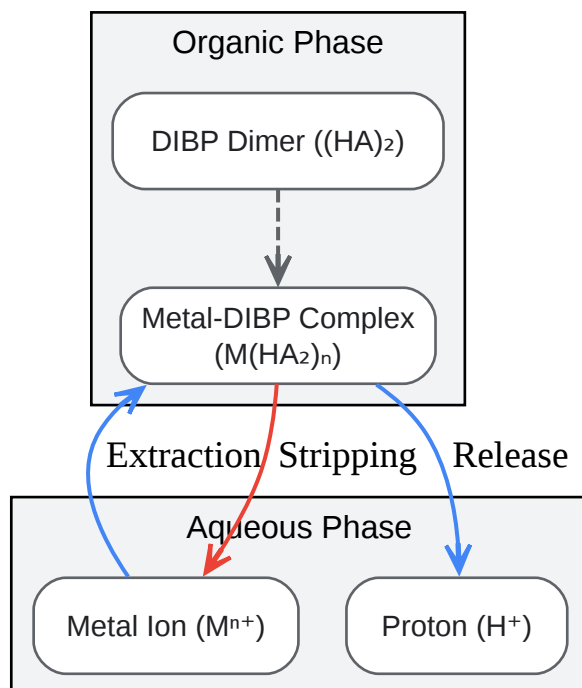 Organic Phase
DIBP Dimer ((HA)₂)
Metal-DIBP Complex
(M(HA₂)ₙ)
Extraction Stripping Release
Aqueous Phase
Metal Ion (Mⁿ⁺) Proton (H⁺)